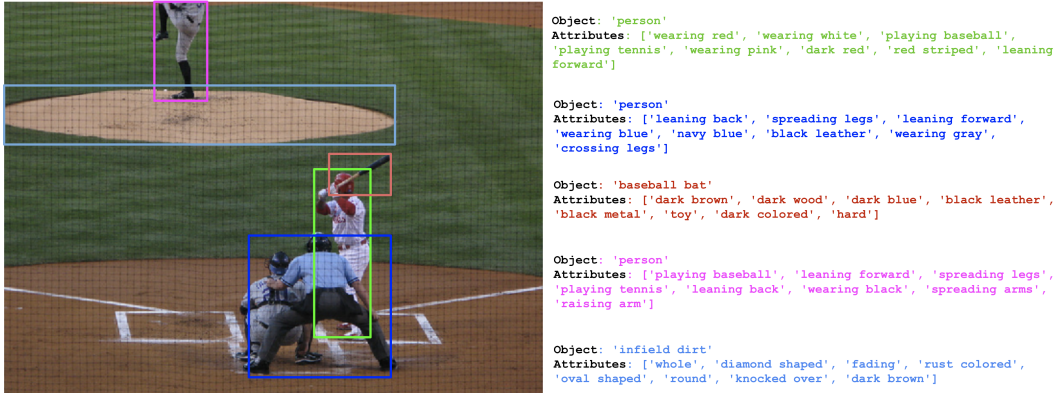 Object: 'person'
Attributes: ['wearing red', 'wearing white', 'playing baseball',
'playing tennis', 'wearing pink', 'dark red', 'red striped', 'leaning
forward']
Object: 'person'
Attributes: ['leaning back', 'spreading legs', 'leaning forward',
'wearing blue', 'navy blue', 'black leather', 'wearing gray',
'crossing legs']
Object: 'baseball bat'
Attributes: ['dark brown', 'dark wood', 'dark blue', 'black leather',
'black metal', 'toy', 'dark colored', 'hard']
Object: 'person'
Attributes: ['playing baseball', 'leaning forward', 'spreading legs',
'playing tennis', 'leaning back', 'wearing black', 'spreading arms',
'raising arm']
Object: 'infield dirt'
Attributes: ['whole', 'diamond shaped', 'fading', 'rust colored',
'oval shaped', 'round', 'knocked over', 'dark brown']